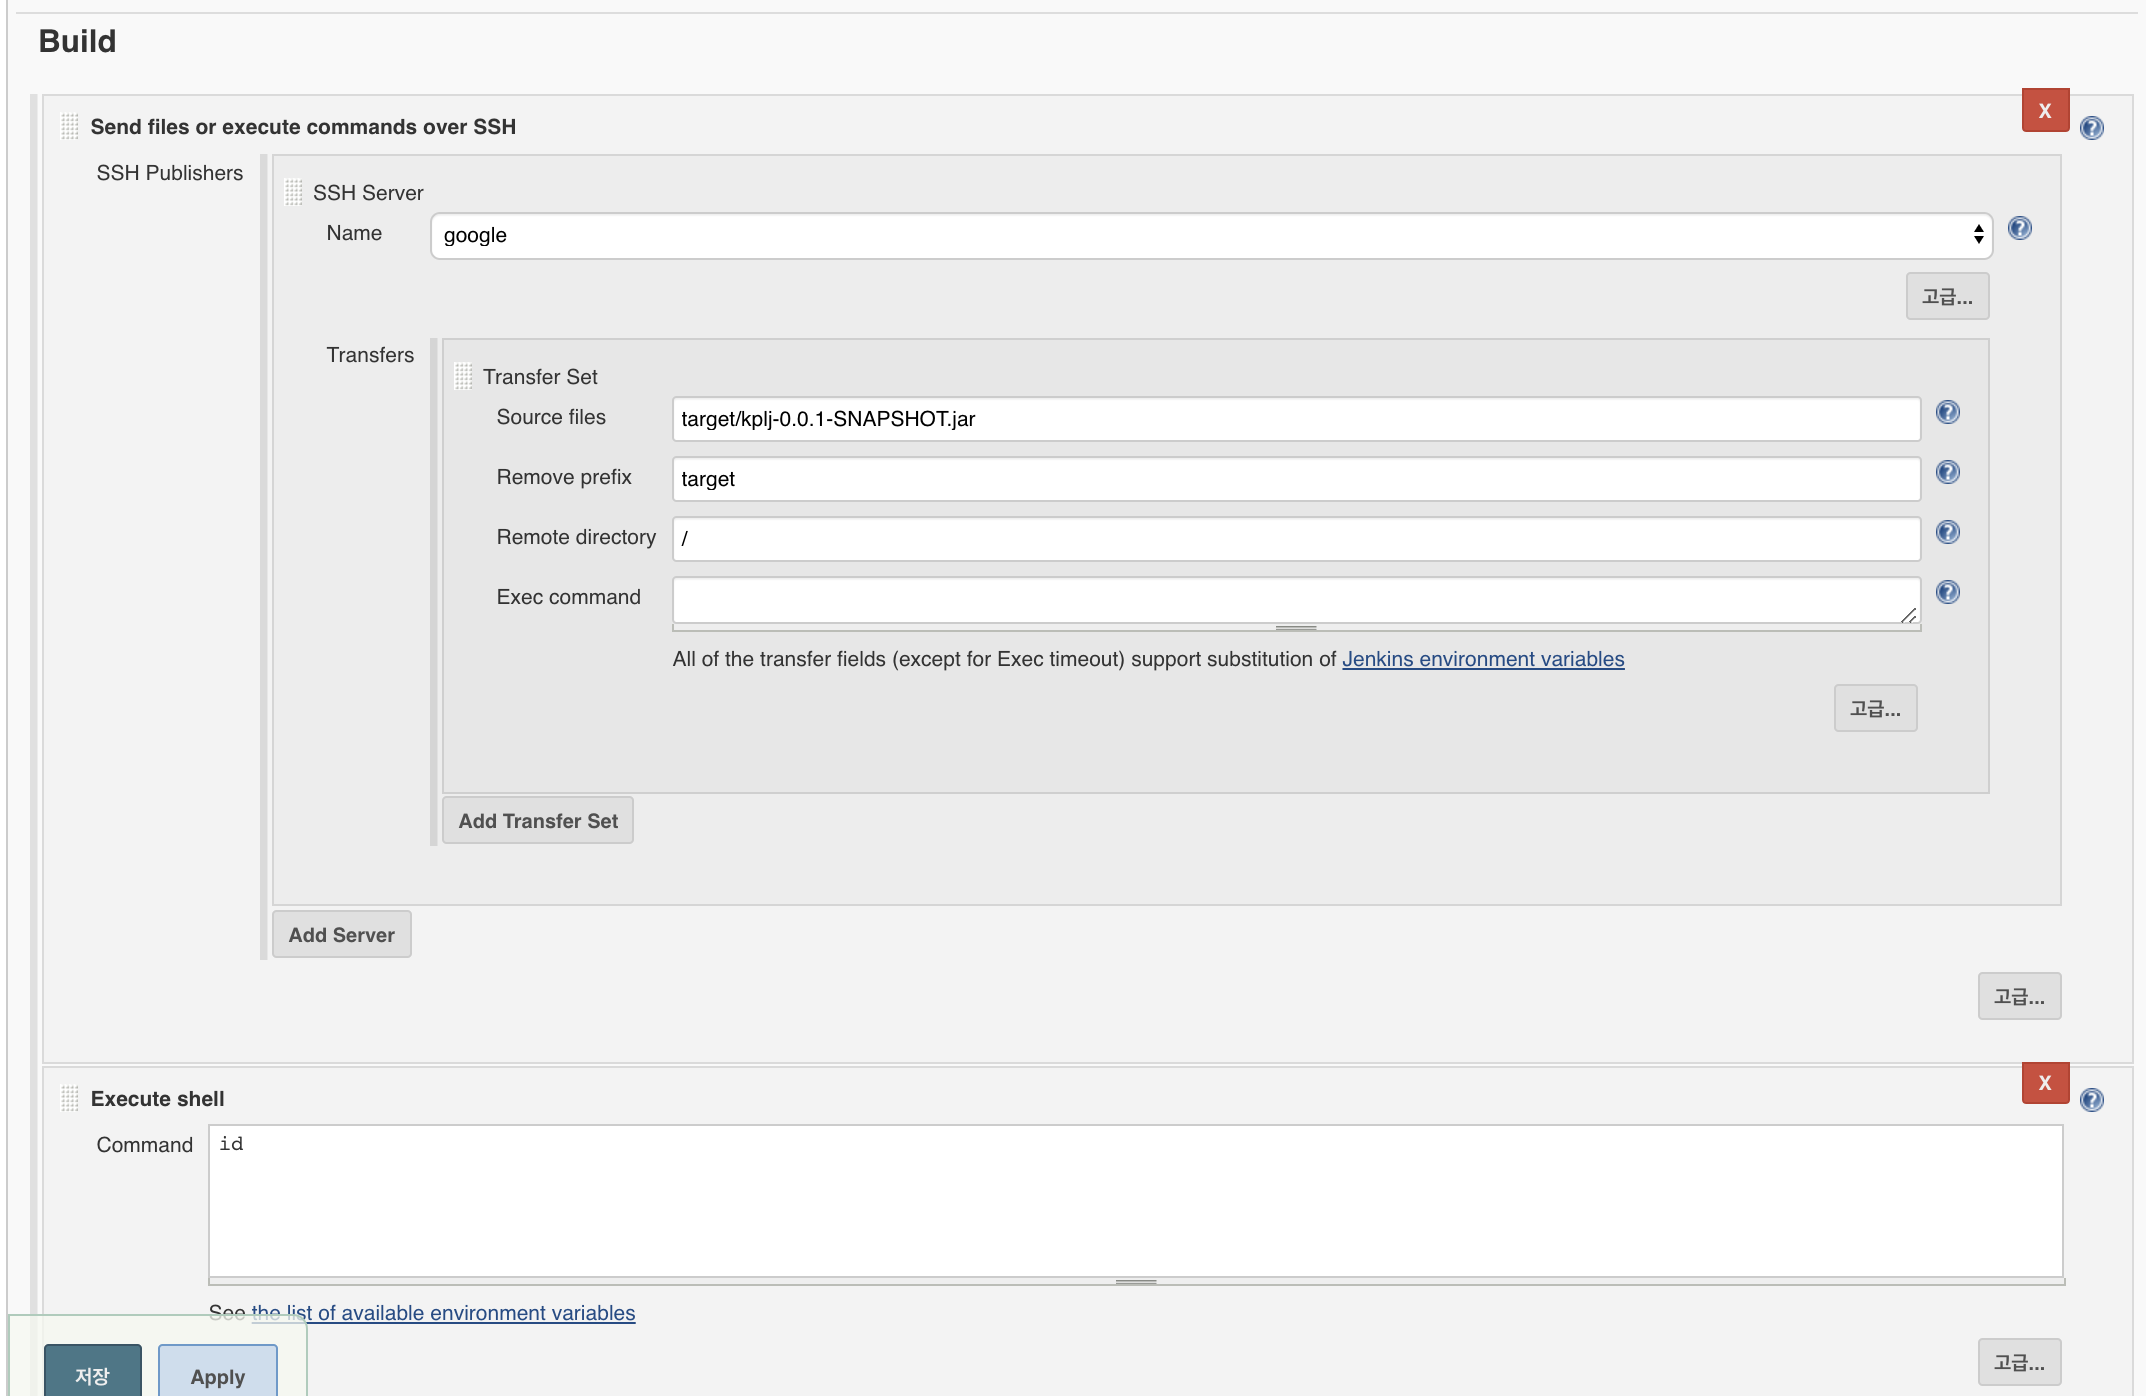 Build
Send files or execute commands over SSH
X
SSH Publishers
SSH Server
Name
google
고급...
Transfers
Transfer Set
Source files
target/kplj-0.0.1-SNAPSHOT.jar
Remove prefix
target
Remote directory
/
Exec command
All of the transfer fields (except for Exec timeout) support substitution of Jenkins environment variables
고급...
Add Transfer Set
Add Server
고급...
Execute shell
X
Command
id
See the list of available environment variables
고급...
저장
Apply